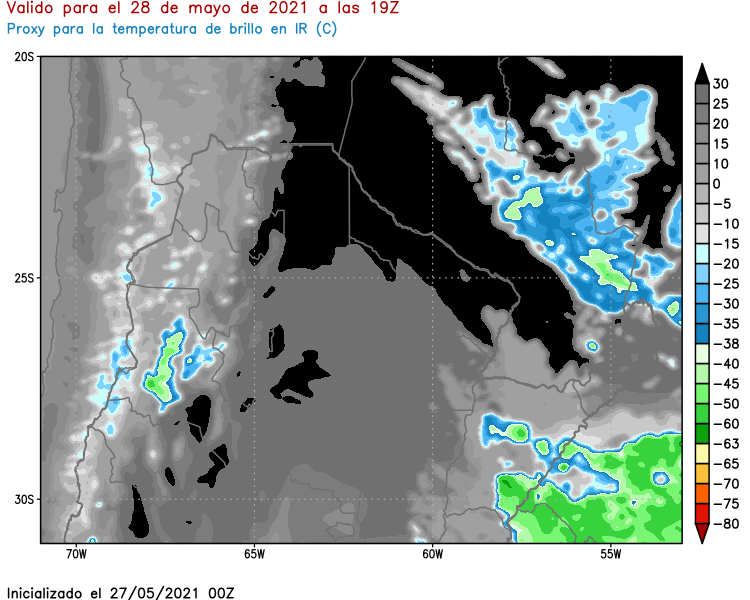 Valido para el 28 de mayo de 2021 a las 19Z
Proxy para la temperatura de brillo en IR (C)
20S
25S
30S
70W
65W
60W
55W
30
25
20
15
10
0
−5
−10
−15
−20
−25
−30
−35
−38
−40
−45
−50
−60
−63
−65
−70
−75
−80
Inicializado el 27/05/2021 00Z